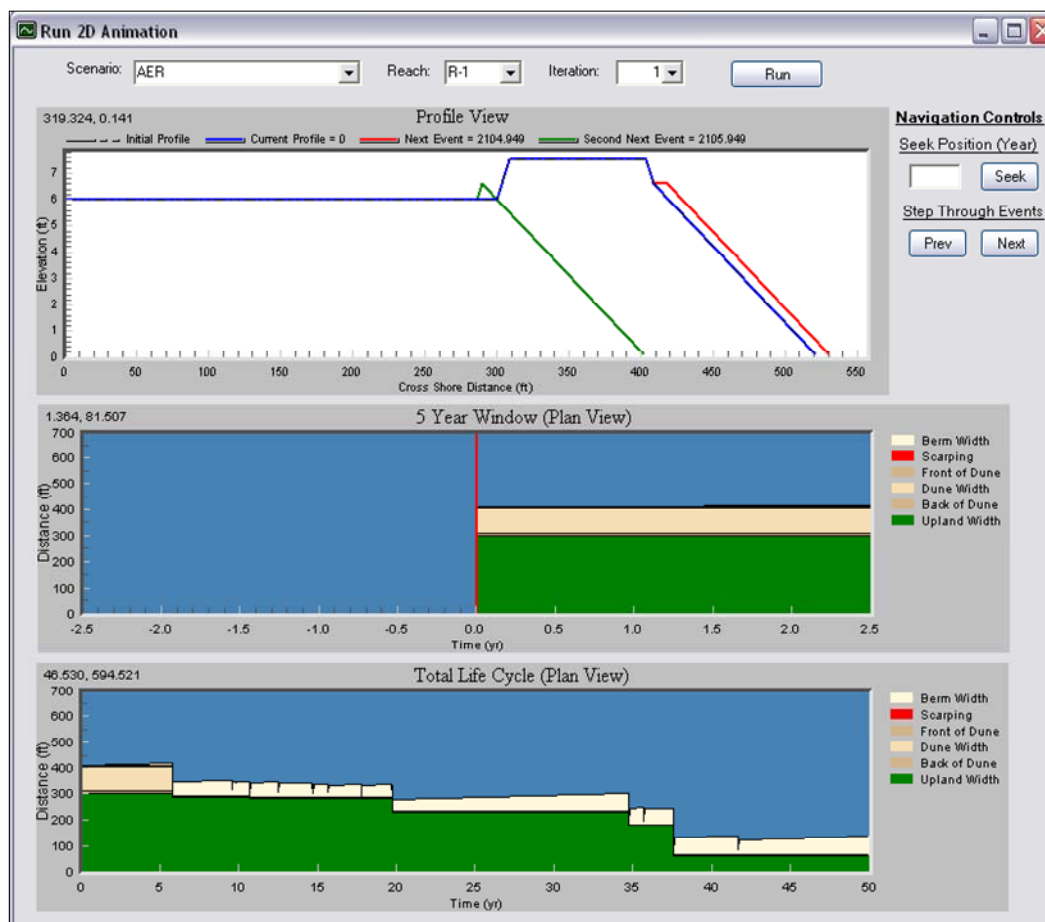 Run 2D Animation
Scenario: AER Reach: R-1 Iteration: 1 Run
319.324, 0.141 Profile View
Initial Profile Current Profile = 0 Next Event = 2104.949 Second Next Event = 2105.949
Elevation (ft)
7
6
5
4
3
2
1
0
0 50 100 150 200 250 300 350 400 450 500 550
Cross Shore Distance (ft)
Navigation Controls
Seek Position (Year)
Seek
Step Through Events
Prev Next
1.364, 81.507 5 Year Window (Plan View)
Distance (ft)
700
600
500
400
300
200
100
0
-2.5 -2.0 -1.5 -1.0 -0.5 0.0 0.5 1.0 1.5 2.0 2.5
Time (yr)
Berm Width
Scarping
Front of Dune
Dune Width
Back of Dune
Upland Width
46.530, 594.521 Total Life Cycle (Plan View)
Distance (ft)
700
600
500
400
300
200
100
0
0 5 10 15 20 25 30 35 40 45 50
Time (yr)
Berm Width
Scarping
Front of Dune
Dune Width
Back of Dune
Upland Width